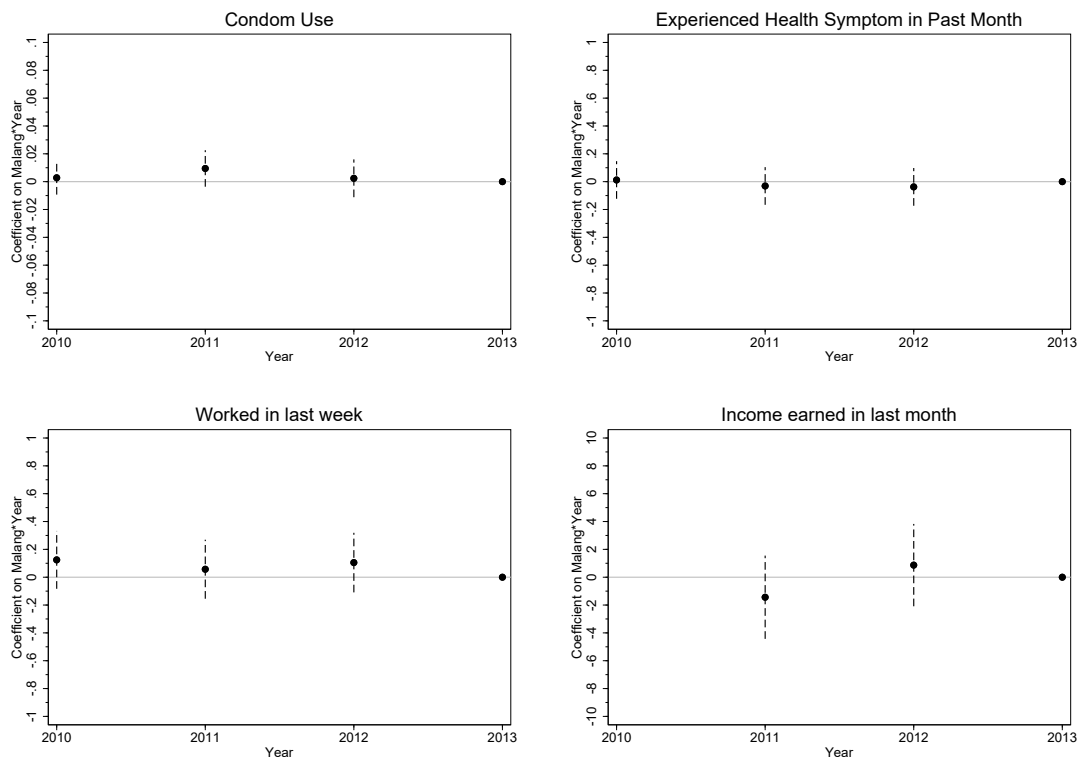 Condom Use
Coefficient on Malang*Year
.1
.08
.06
.04
.02
0
-.02
-.04
-.06
-.08
-.1
2010 2011 2012 2013
Year
Experienced Health Symptom in Past Month
Coefficient on Malang*Year
1
.8
.6
.4
.2
0
-.2
-.4
-.6
-.8
-1
2010 2011 2012 2013
Year
Worked in last week
Coefficient on Malang*Year
1
.8
.6
.4
.2
0
-.2
-.4
-.6
-.8
-1
2010 2011 2012 2013
Year
Income earned in last month
Coefficient on Malang*Year
10
8
6
4
2
0
-2
-4
-6
-8
-10
2010 2011 2012 2013
Year